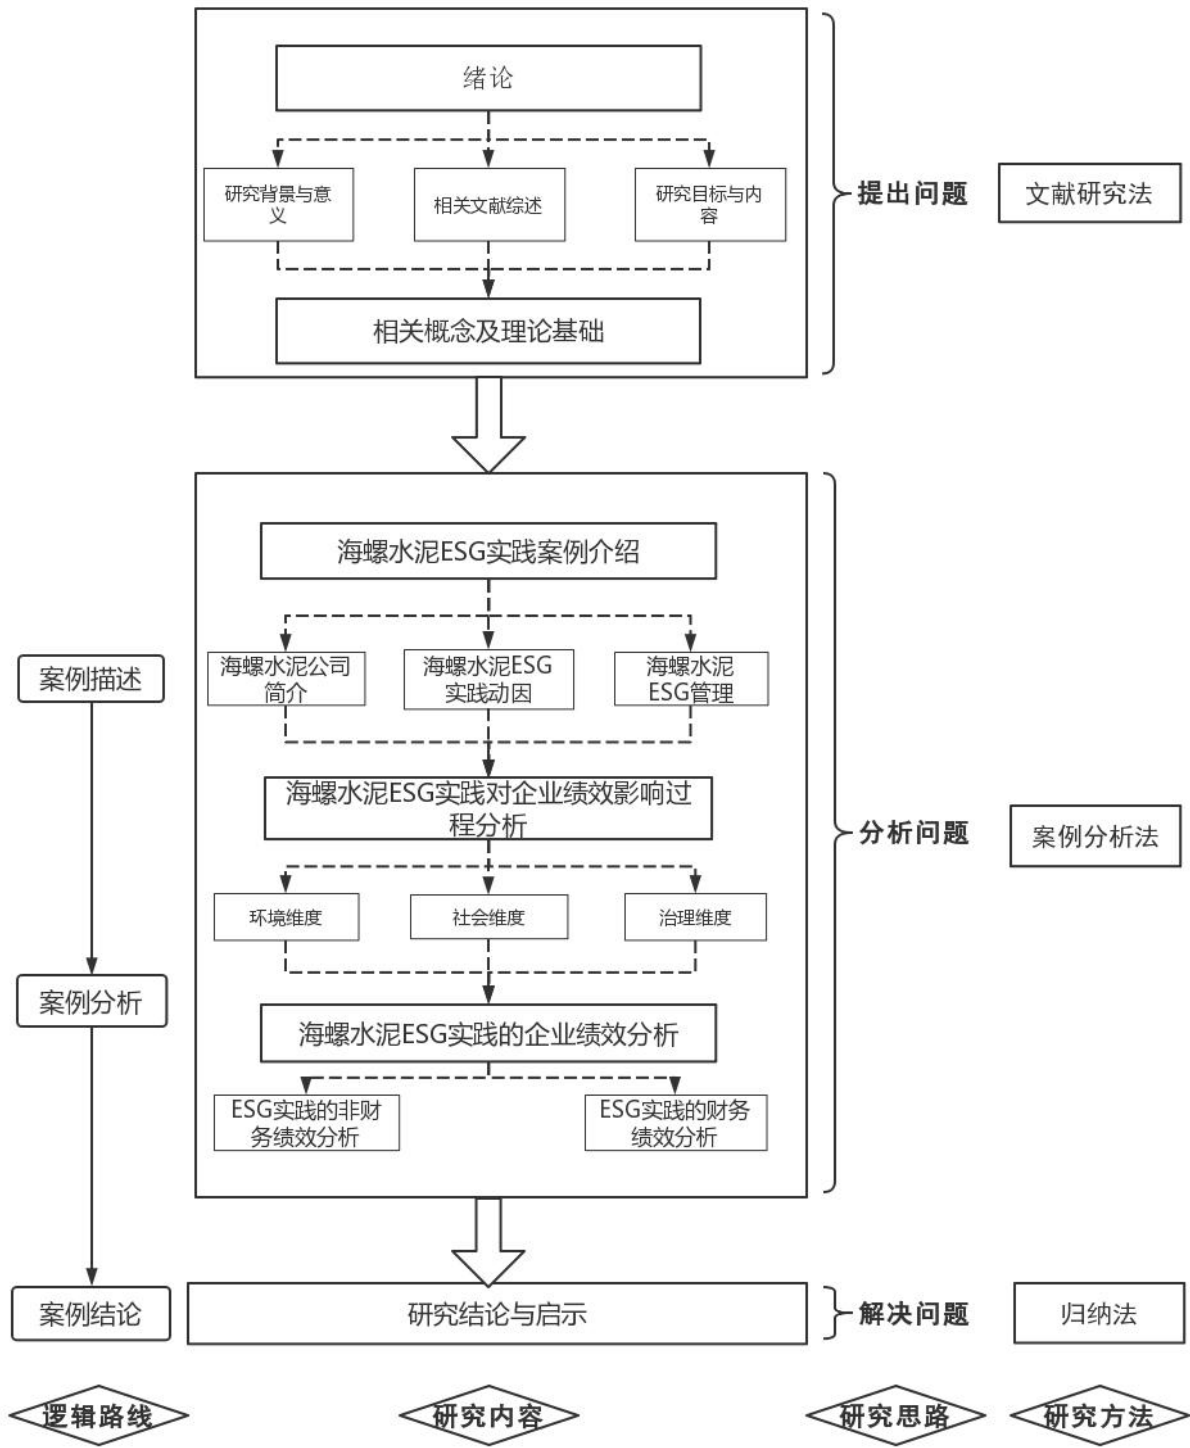 绪论
研究背景与意
义
相关文献综述
研究目标与内
容
相关概念及理论基础
提出问题
文献研究法
海螺水泥ESG实践案例介绍
海螺水泥公司
简介
海螺水泥ESG
实践动因
海螺水泥
ESG管理
案例描述
海螺水泥ESG实践对企业绩效影响过
程分析
分析问题
案例分析法
环境维度
社会维度
治理维度
案例分析
海螺水泥ESG实践的企业绩效分析
ESG实践的非财
务绩效分析
ESG实践的财务
绩效分析
案例结论
研究结论与启示
解决问题
归纳法
逻辑路线
研究内容
研究思路
研究方法